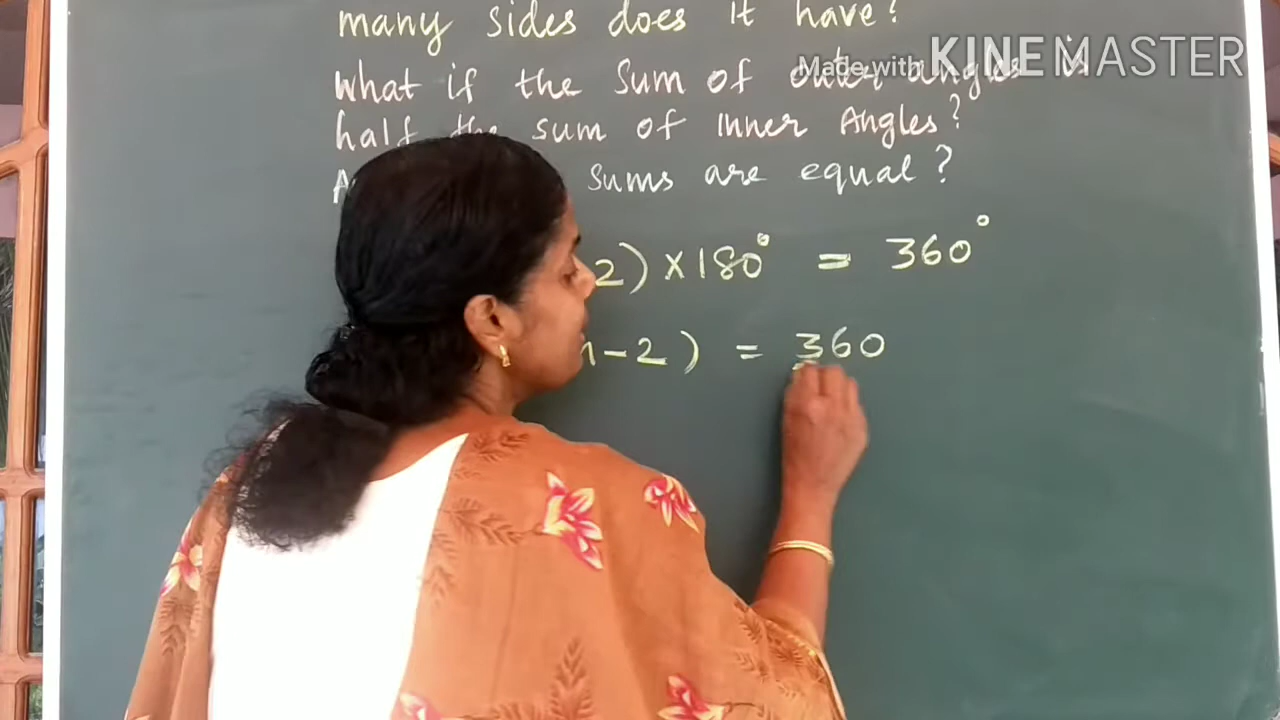 many sides does it have?
Made with KINEMASTER
What if the Sum of outer angles is
half the sum of Inner Angles?
sums are equal?
2) × 180° = 360°
n - 2) = 360